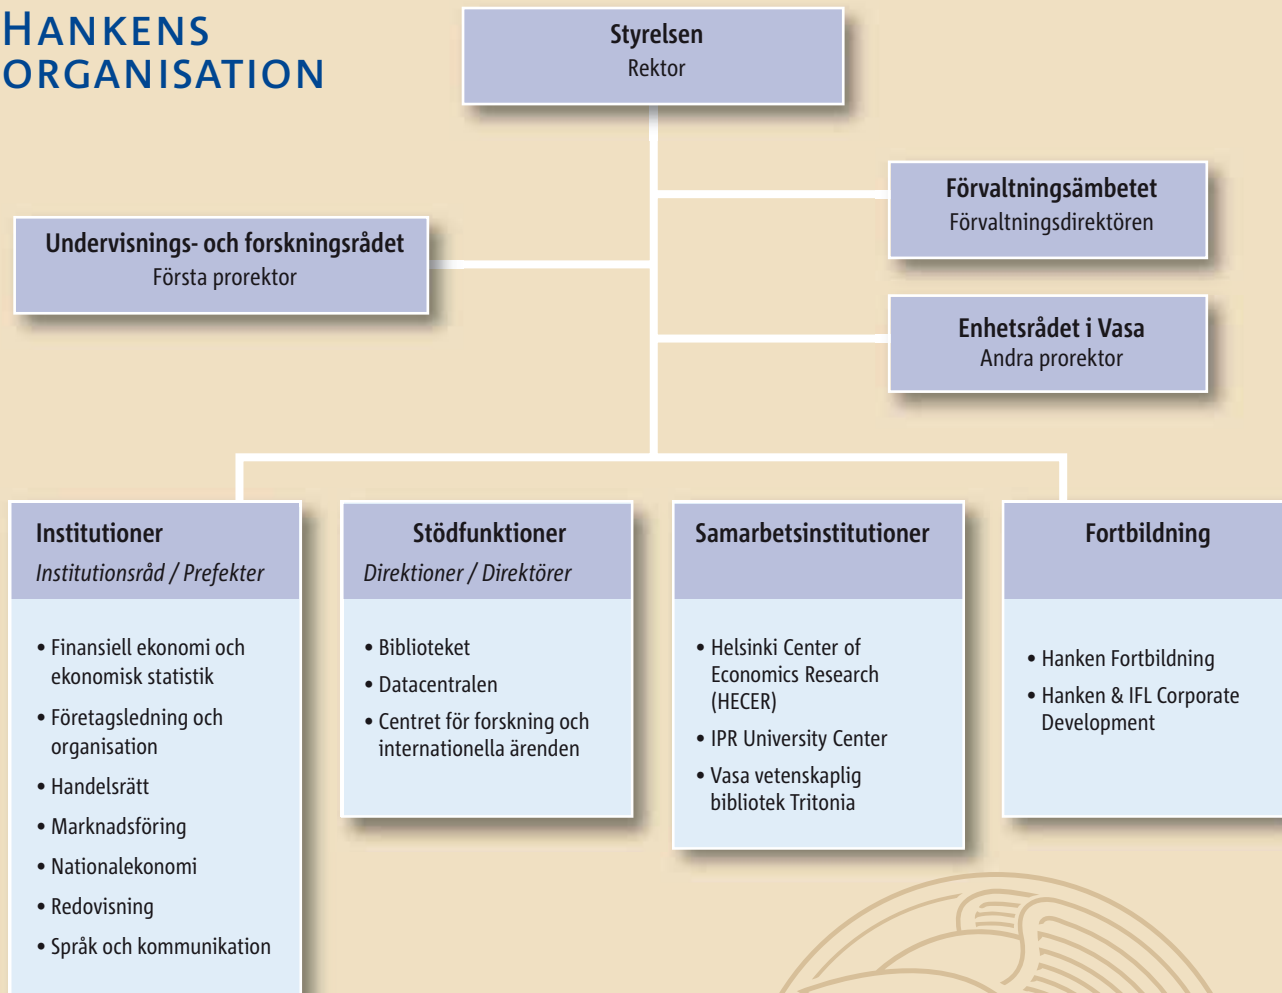 HANKENS
ORGANISATION
Styrelsen
Rektor
Förvaltningsämbetet
Förvaltningsdirektören
Undervisnings- och forskningsrådet
Första prorektor
Enhetsrådet i Vasa
Andra prorektor
Institutioner
Institutionsråd / Prefekter
• Finansiell ekonomi och
ekonomisk statistik
• Företagsledning och
organisation
• Handelsrätt
• Marknadsföring
• Nationalekonomi
• Redovisning
• Språk och kommunikation
Stödfunktioner
Direktioner / Direktörer
• Biblioteket
• Datacentralen
• Centret för forskning och
internationella ärenden
Samarbetsinstitutioner
• Helsinki Center of
Economics Research
(HECER)
• IPR University Center
• Vasa vetenskaplig
bibliotek Tritonia
Fortbildning
• Hanken Fortbildning
• Hanken & IFL Corporate
Development